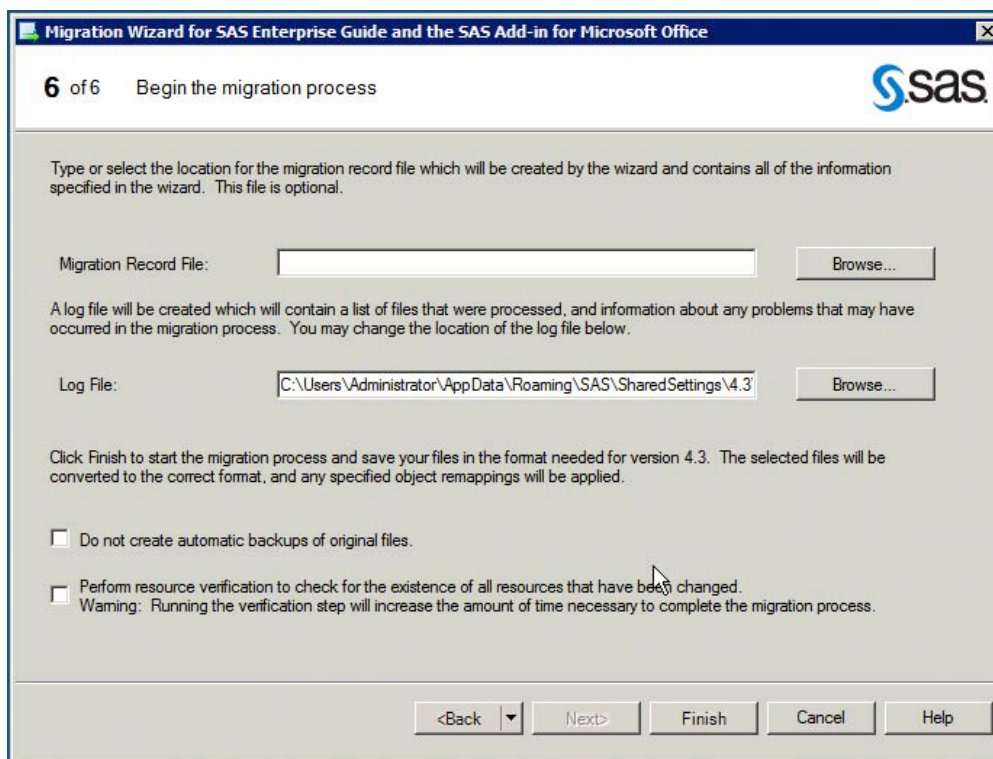 Migration Wizard for SAS Enterprise Guide and the SAS Add-in for Microsoft Office
6 of 6 Begin the migration process
sas
Type or select the location for the migration record file which will be created by the wizard and contains all of the information
specified in the wizard. This file is optional.
Migration Record File: Browse...
A log file will be created which will contain a list of files that were processed, and information about any problems that may have
occurred in the migration process. You may change the location of the log file below.
Log File: C:\Users\Administrator\AppData\Roaming\SAS\SharedSettings\4.3 Browse...
Click Finish to start the migration process and save your files in the format needed for version 4.3. The selected files will be
converted to the correct format, and any specified object remappings will be applied.
Do not create automatic backups of original files.
Perform resource verification to check for the existence of all resources that have been changed.
Warning: Running the verification step will increase the amount of time necessary to complete the migration process.
<Back Next> Finish Cancel Help